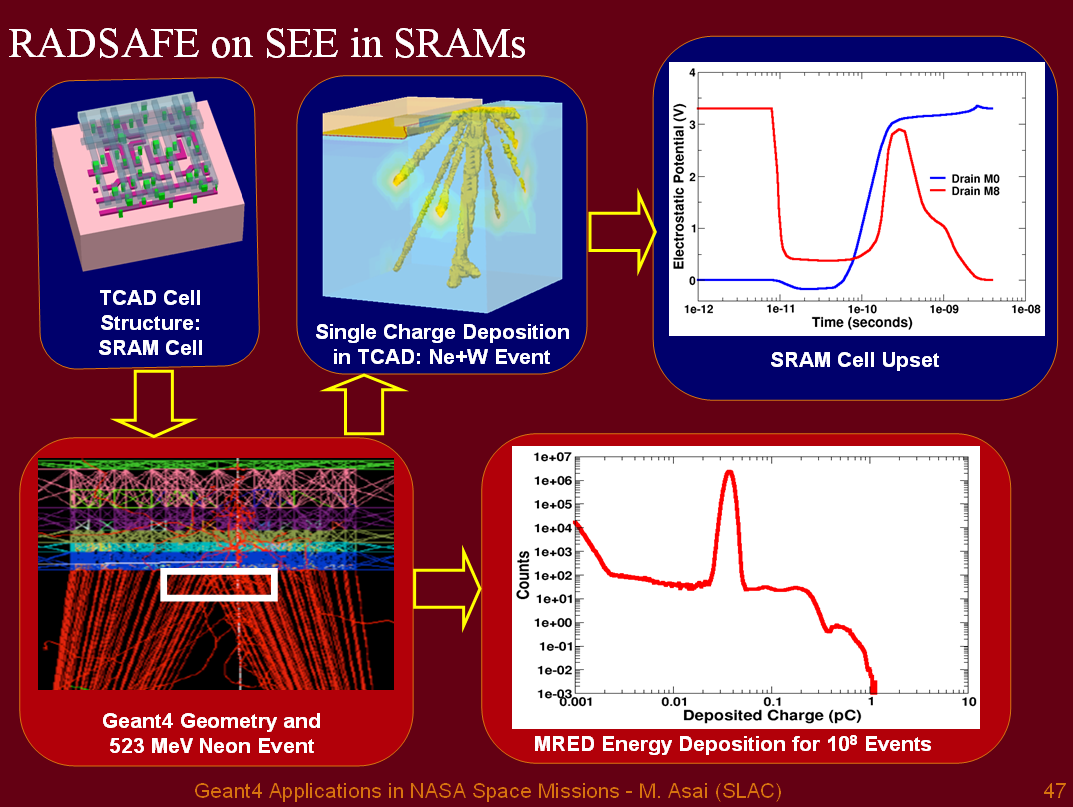 RADSAFE on SEE in SRAMs
TCAD Cell
Structure:
SRAM Cell
Single Charge Deposition
in TCAD: Ne+W Event
Electrostatic Potential (V)
4
3
2
1
0
Drain M0
Drain M8
1e-12
1e-11
1e-10
1e-09
1e-08
Time (seconds)
SRAM Cell Upset
Geant4 Geometry and
523 MeV Neon Event
Counts
1e+07
1e+06
1e+05
1e+04
1e+03
1e+02
1e+01
1e+00
1e-01
1e-02
1e-03
0.001
0.01
0.1
1
10
Deposited Charge (pC)
MRED Energy Deposition for 10⁸ Events
Geant4 Applications in NASA Space Missions - M. Asai (SLAC)
47